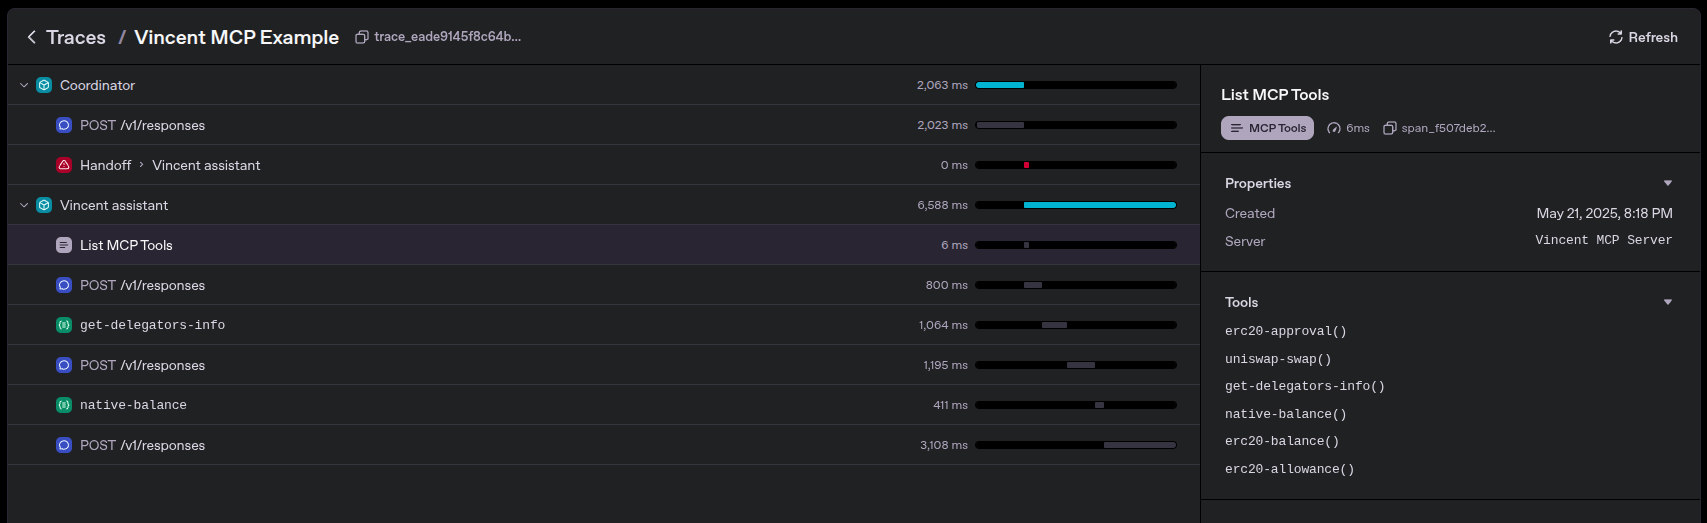 Traces / Vincent MCP Example trace_eade9145f8c64b... Refresh
Coordinator 2,063 ms
POST /v1/responses 2,023 ms
Handoff › Vincent assistant 0 ms
Vincent assistant 6,588 ms
List MCP Tools 6 ms
POST /v1/responses 800 ms
get-delegators-info 1,064 ms
POST /v1/responses 1,195 ms
native-balance 411 ms
POST /v1/responses 3,108 ms
List MCP Tools
MCP Tools 6ms span_f507deb2...
Properties
Created May 21, 2025, 8:18 PM
Server Vincent MCP Server
Tools
erc20-approval()
uniswap-swap()
get-delegators-info()
native-balance()
erc20-balance()
erc20-allowance()